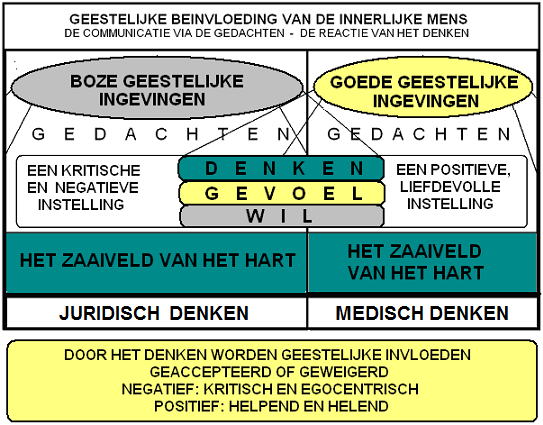 GEESTELIJKE BEINVLOEDING VAN DE INNERLIJKE MENS
DE COMMUNICATIE VIA DE GEDACHTEN - DE REACTIE VAN HET DENKEN
BOZE GEESTELIJKE
INGEVINGEN
GOEDE GEESTELIJKE
INGEVINGEN
G E D A C H T E N
G E D A C H T E N
EEN KRITISCHE
EN NEGATIEVE
INSTELLING
D E N K E N
G E V O E L
W I L
EEN POSITIEVE,
LIEFDEVOLLE
INSTELLING
HET ZAAIVELD VAN HET HART
HET ZAAIVELD
VAN HET HART
JURIDISCH DENKEN
MEDISCH DENKEN
DOOR HET DENKEN WORDEN GEESTELIJKE INVLOEDEN
GEACCEPTEERD OF GEWEIGERD
NEGATIEF: KRITISCH EN EGOCENTRISCH
POSITIEF: HELPEND EN HELEND